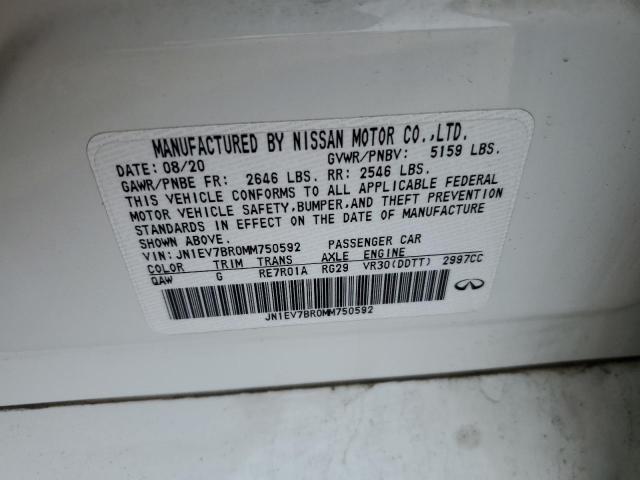 MANUFACTURED BY NISSAN MOTOR CO.,LTD.
DATE: 08/20 GVWR/PNBV: 5159 LBS.
GAWR/PNBE FR: 2646 LBS. RR: 2546 LBS.
THIS VEHICLE CONFORMS TO ALL APPLICABLE FEDERAL
MOTOR VEHICLE SAFETY,BUMPER,AND THEFT PREVENTION
STANDARDS IN EFFECT ON THE DATE OF MANUFACTURE
SHOWN ABOVE.
VIN: JN1EV7BR0MM750592 PASSENGER CAR
COLOR TRIM TRANS AXLE ENGINE
QAW G RE7R01A RG29 VR30(DDTT) 2997CC
JN1EV7BR0MM750592